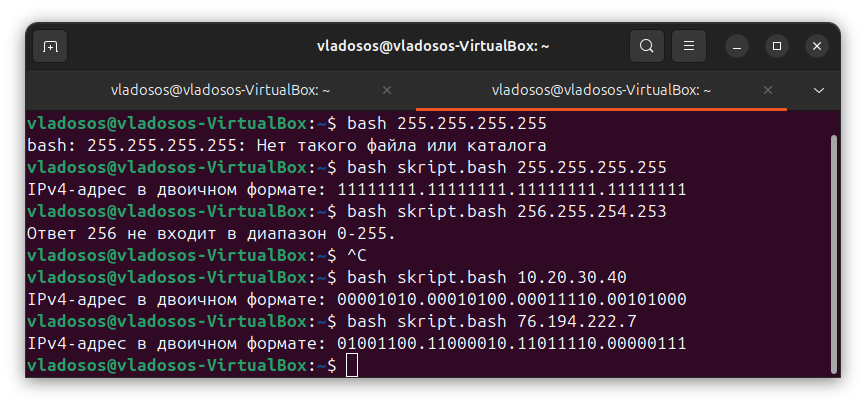 vladosos@vladosos-VirtualBox: ~
vladosos@vladosos-VirtualBox: ~
vladosos@vladosos-VirtualBox: ~
vladosos@vladosos-VirtualBox:~$ bash 255.255.255.255
bash: 255.255.255.255: Нет такого файла или каталога
vladosos@vladosos-VirtualBox:~$ bash skript.bash 255.255.255.255
IPv4-адрес в двоичном формате: 11111111.11111111.11111111.11111111
vladosos@vladosos-VirtualBox:~$ bash skript.bash 256.255.254.253
Ответ 256 не входит в диапазон 0-255.
vladosos@vladosos-VirtualBox:~$ ^C
vladosos@vladosos-VirtualBox:~$ bash skript.bash 10.20.30.40
IPv4-адрес в двоичном формате: 00001010.00010100.00011110.00101000
vladosos@vladosos-VirtualBox:~$ bash skript.bash 76.194.222.7
IPv4-адрес в двоичном формате: 01001100.11000010.11011110.00000111
vladosos@vladosos-VirtualBox:~$